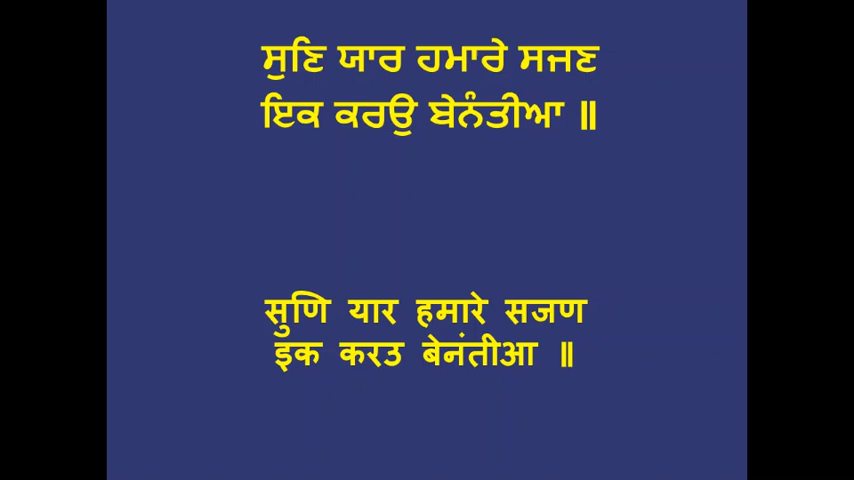 ਸੁਣਿ ਯਾਰ ਹਮਾਰੇ ਸਜਣ
ਇਕ ਕਰਉ ਬੇਨੰਤੀਆ ॥
सुणि यार हमारे सजण
इक करउ बेनंतीआ ॥